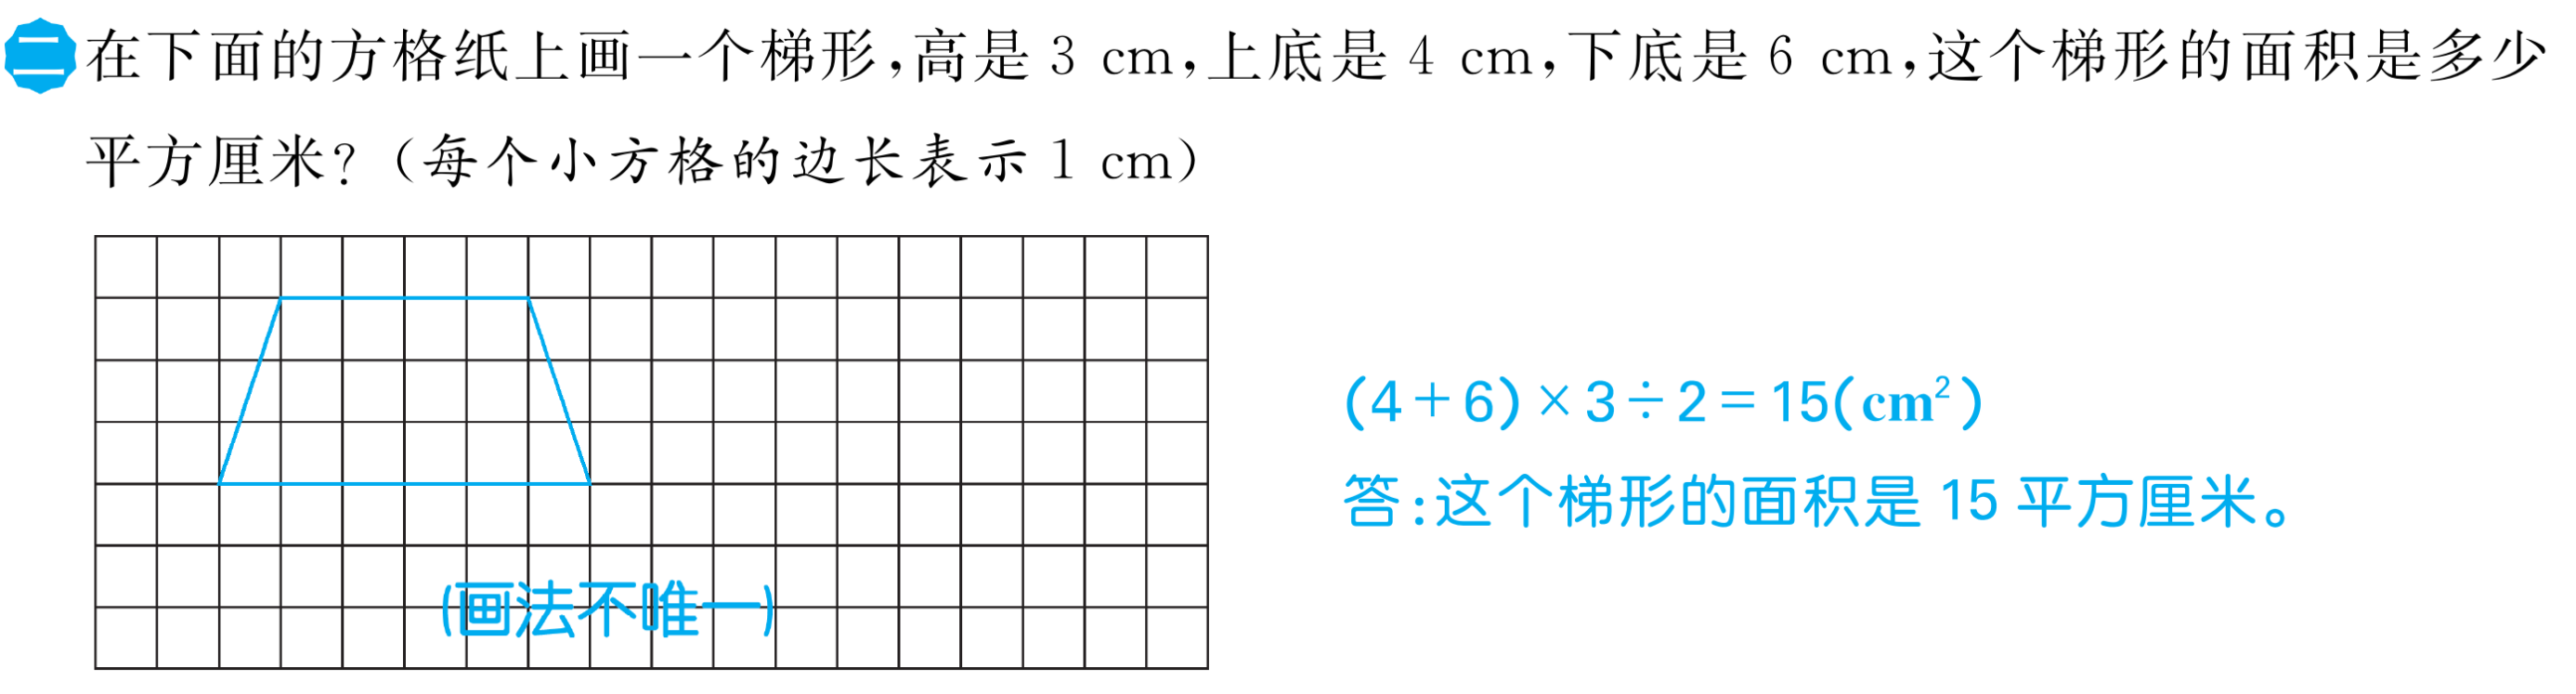 二 在下面的方格纸上画一个梯形,高是 3 cm,上底是 4 cm,下底是 6 cm,这个梯形的面积是多少
平方厘米?(每个小方格的边长表示 1 cm)
(4+6)×3÷2=15(cm²)
答:这个梯形的面积是 15 平方厘米。
(画法不唯一)